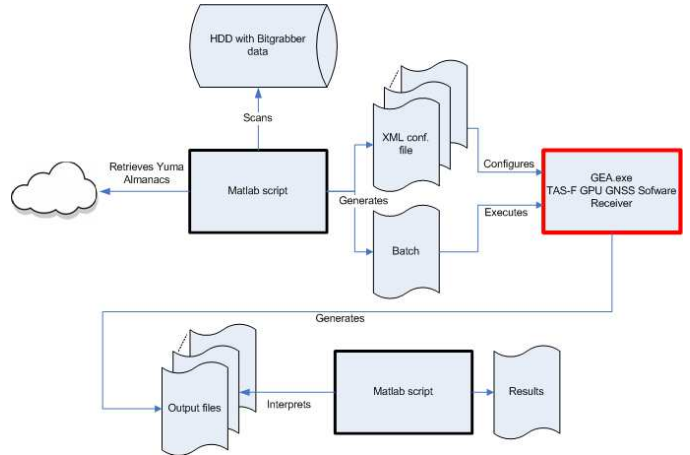 HDD with Bitgrabber
data
Scans
Retrieves Yuma
Almanacs
Matlab script
Generates
XML conf.
file
Batch
Configures
Executes
GEA.exe
TAS-F GPU GNSS Sofware
Receiver
Generates
Output files
Interprets
Matlab script
Results